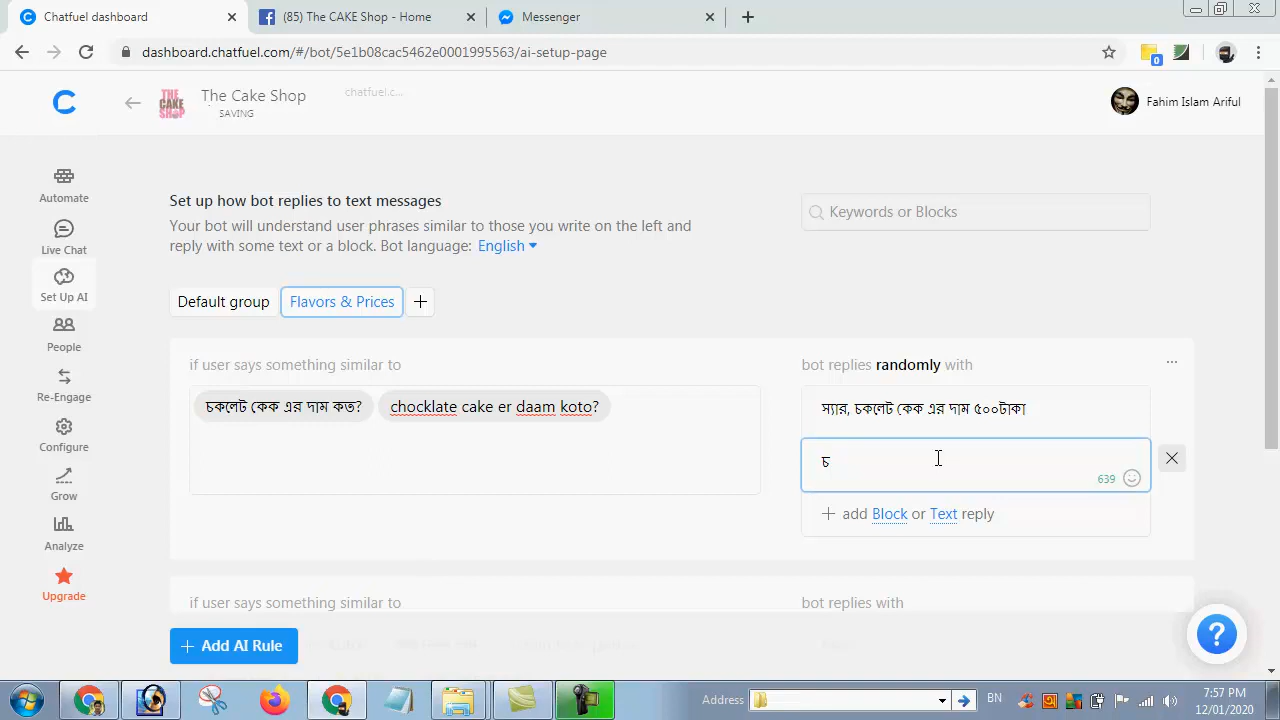 Chatfuel dashboard
(85) The CAKE Shop - Home
Messenger
dashboard.chatfuel.com/#/bot/5e1b08cac5462e0001995563/ai-setup-page
0
THE CAKE SHOP
The Cake Shop
SAVING
chatfuel.c...
Fahim Islam Ariful
Automate
Live Chat
Set Up AI
People
Re-Engage
Configure
Grow
Analyze
Upgrade
Set up how bot replies to text messages
Your bot will understand user phrases similar to those you write on the left and
reply with some text or a block. Bot language: English
Keywords or Blocks
Default group
Flavors & Prices
if user says something similar to
bot replies randomly with
চকলেট কেক এর দাম কত?
chocklate cake er daam koto?
স্যার, চকলেট কেক এর দাম ৫০০টাকা
চ
639
add Block or Text reply
if user says something similar to
bot replies with
Add AI Rule
?
Address
BN
7:57 PM
12/01/2020